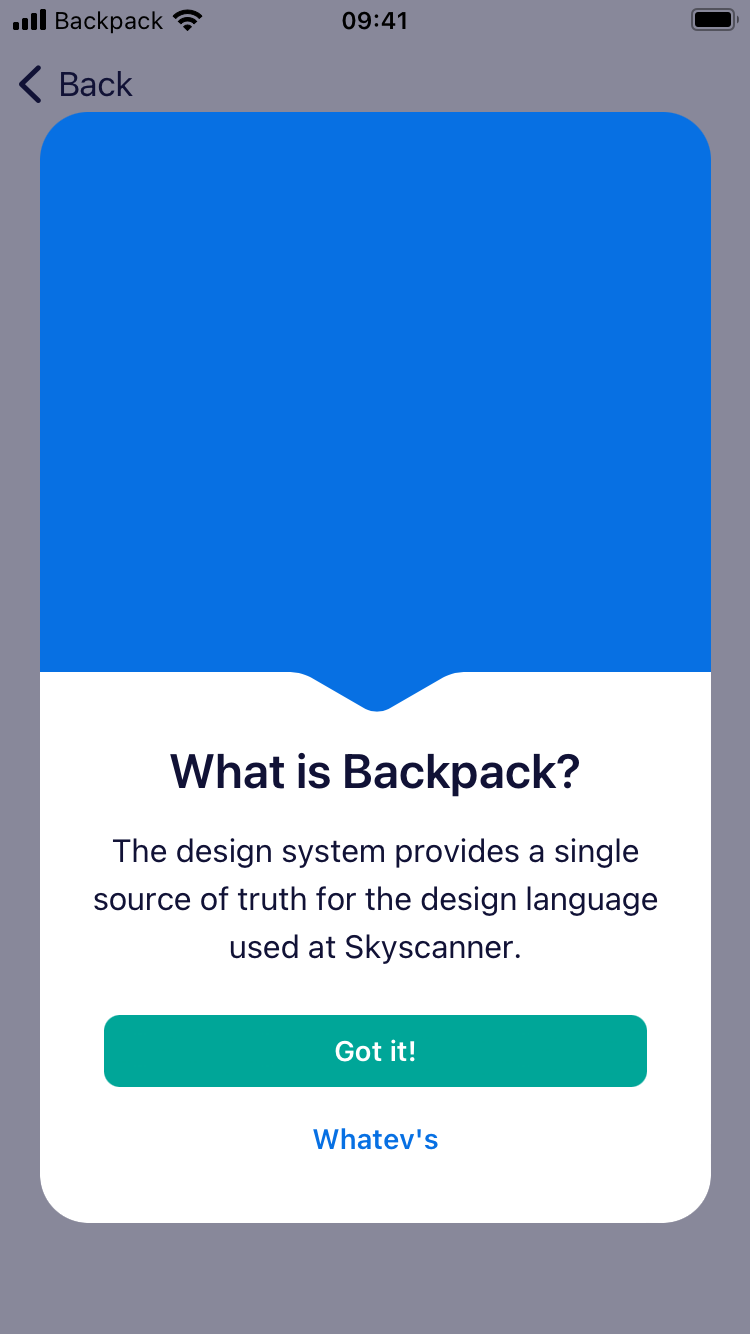 Backpack 09:41
Back
What is Backpack?
The design system provides a single
source of truth for the design language
used at Skyscanner.
Got it!
Whatev's